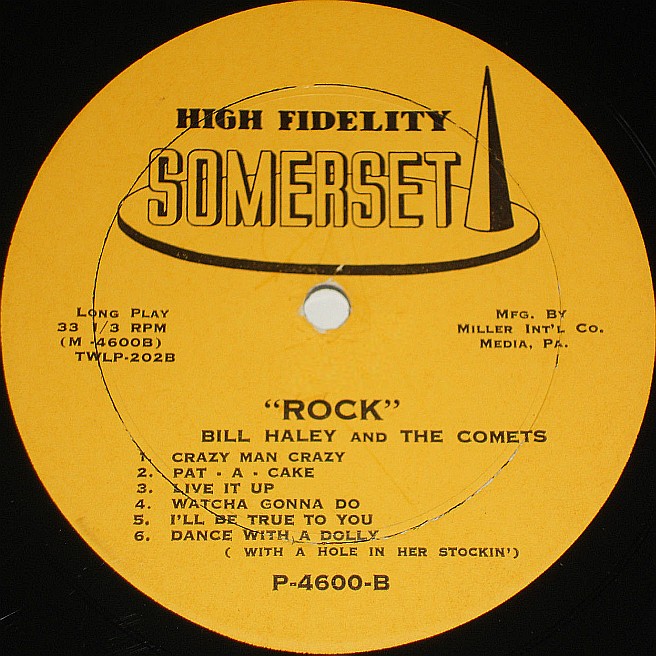 HIGH FIDELITY
SOMERSET
LONG PLAY
33 1/3 RPM
(M -4600B)
TWLP-202B
MFG. BY
MILLER INT'L CO.
MEDIA, PA.
"ROCK"
BILL HALEY AND THE COMETS
1. CRAZY MAN CRAZY
2. PAT - A - CAKE
3. LIVE IT UP
4. WATCHA GONNA DO
5. I'LL BE TRUE TO YOU
6. DANCE WITH A DOLLY
( WITH A HOLE IN HER STOCKIN')
P-4600-B